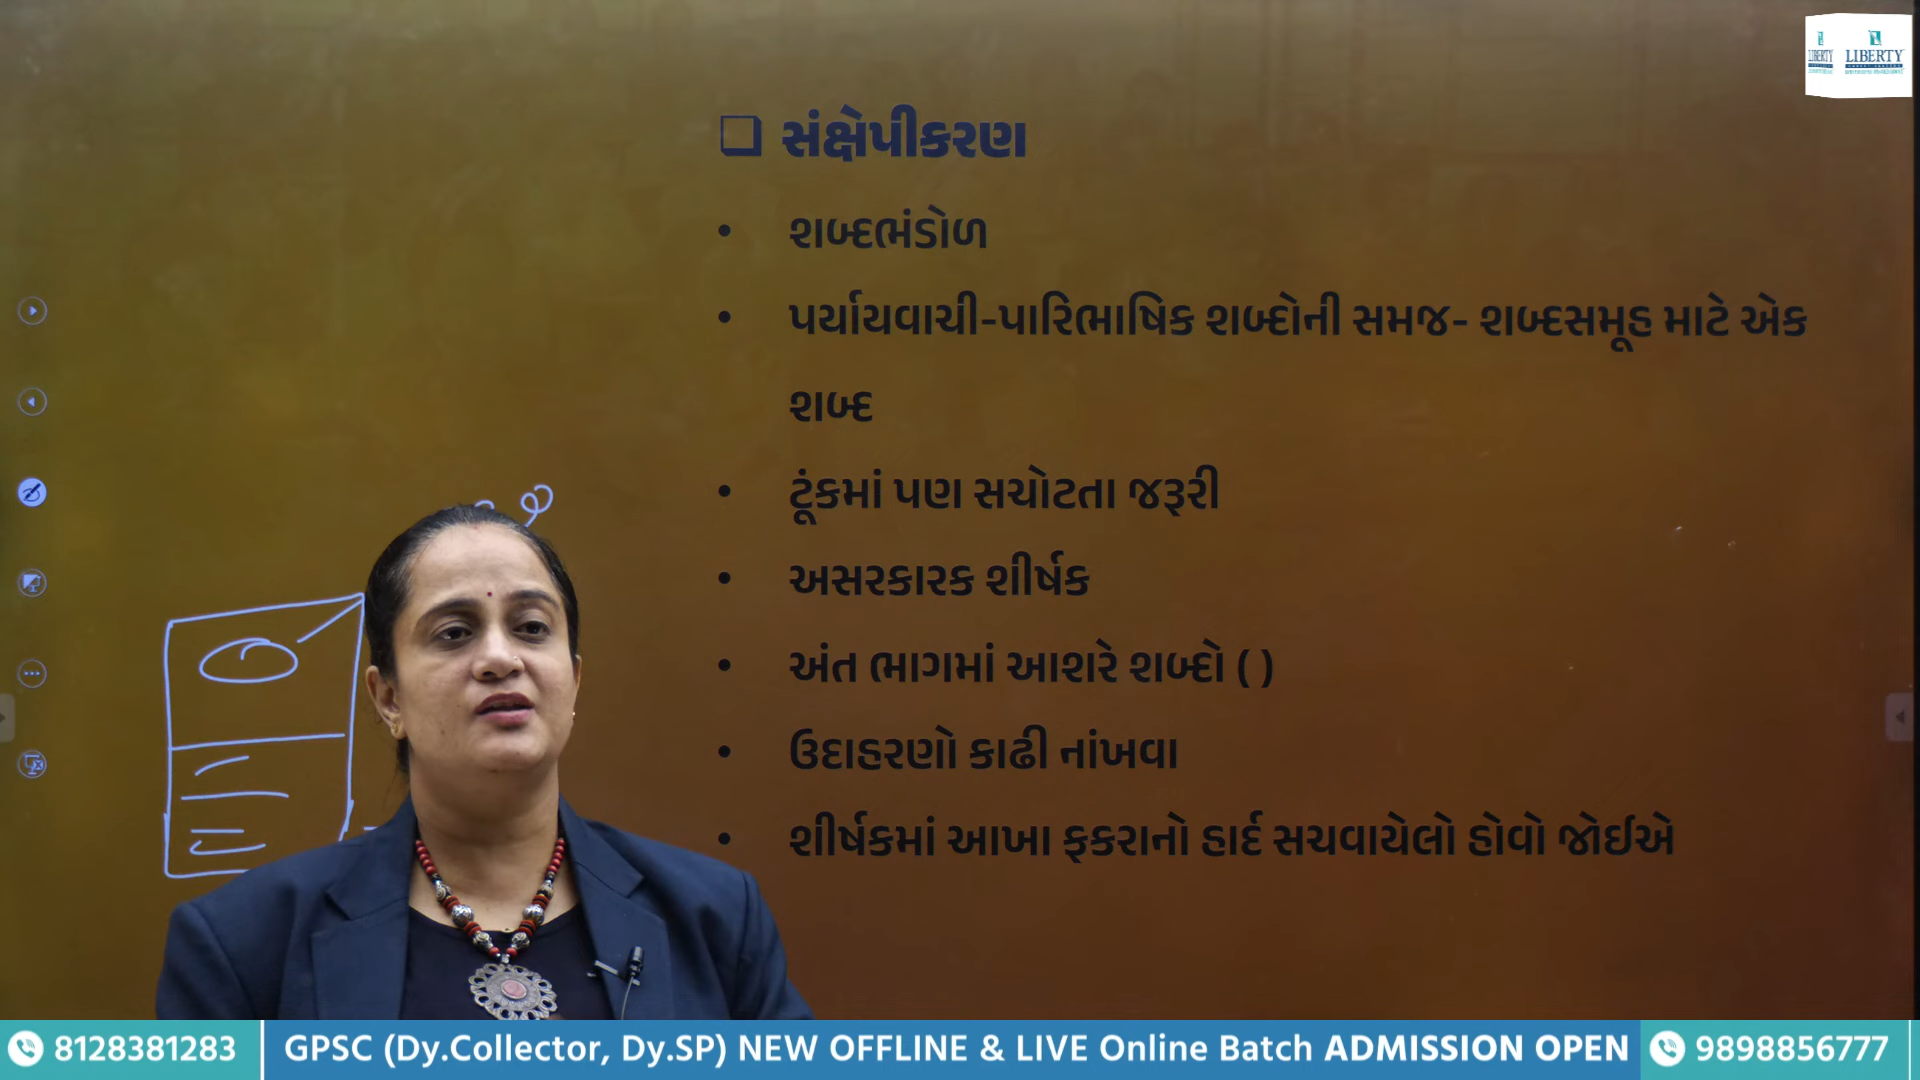 LIBERTY
LIBERTY
❑ સંક્ષેપીકરણ
• શબ્દભંડોળ
• પર્યાયવાચી-પારિભાષિક શબ્દોની સમજ- શબ્દસમૂહ માટે એક
શબ્દ
• ટૂંકમાં પણ સચોટતા જરૂરી
• અસરકારક શીર્ષક
• અંત ભાગમાં આશરે શબ્દો ( )
• ઉદાહરણો કાઢી નાંખવા
• શીર્ષકમાં આખા ફકરાનો હાર્દ સચવાયેલો હોવો જોઈએ
8128381283
GPSC (Dy.Collector, Dy.SP) NEW OFFLINE & LIVE Online Batch ADMISSION OPEN
9898856777